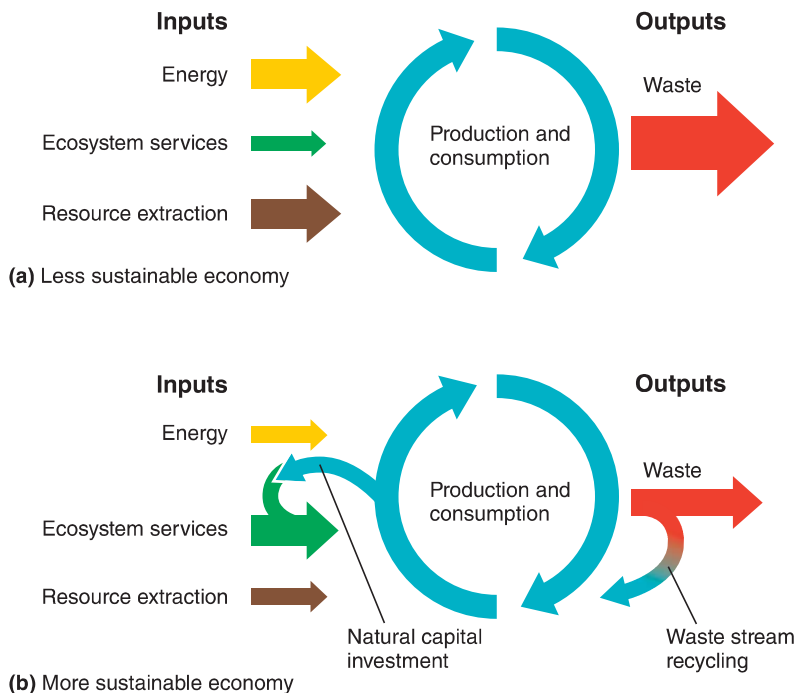 Inputs
Outputs
Energy
Waste
Ecosystem services
Production and
consumption
Resource extraction
(a) Less sustainable economy
Inputs
Outputs
Energy
Waste
Production and
consumption
Ecosystem services
Resource extraction
Natural capital
investment
Waste stream
recycling
(b) More sustainable economy